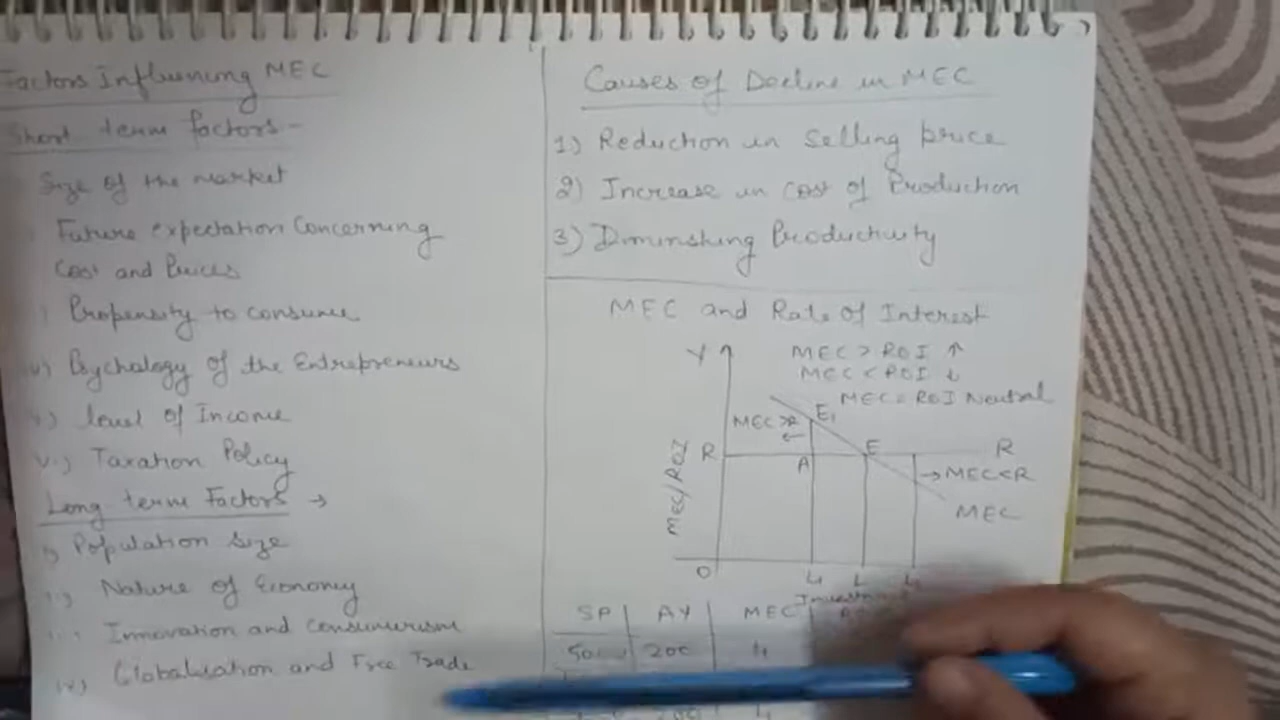 Factors Influening MEC
Short term factors-
Size of the market
Future expectation Concerning
Cost and Prices
Propensity to consume
Psychology of the Entrepreneurs
level of Income
Taxation Policy
Long term Factors →
Population Size
Nature of Economy
Innovation and consumerism
iv) Globalisation and Free Trade
Causes of Decline in MEC
1) Reduction in selling price
2) Increase in cost of Production
3) Diminshing Productivity
MEC and Rate of Interest
Y
MEC > ROI ↑
MEC < ROI ↓
MEC = ROI Neutral
E1
MEC > R
←
MEC/ROI
R
A
E
R
→ MEC < R
MEC
O
SP AY MEC
200 4